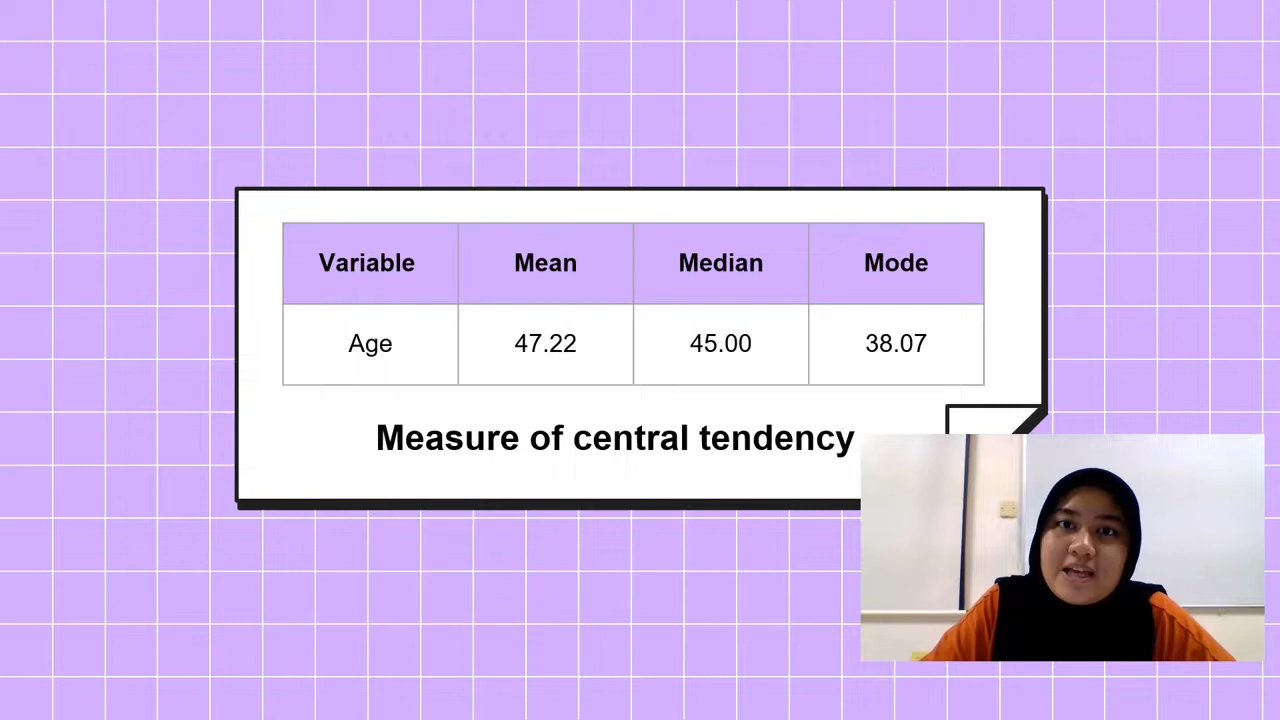 Variable Mean Median Mode
Age 47.22 45.00 38.07
Measure of central tendency